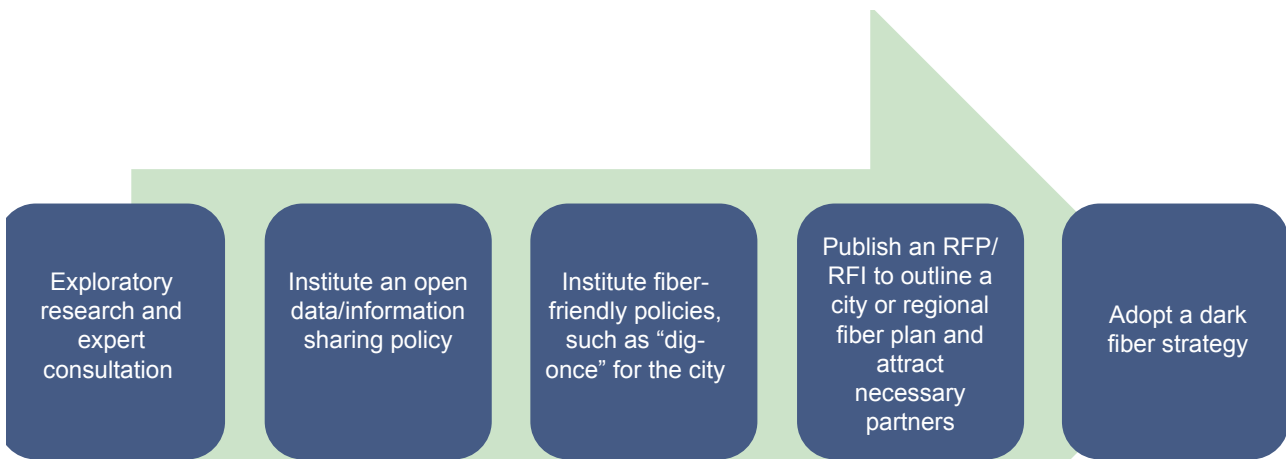 Exploratory
research and
expert
consultation
Institute an open
data/information
sharing policy
Institute fiber-
friendly policies,
such as “dig-
once” for the city
Publish an RFP/
RFI to outline a
city or regional
fiber plan and
attract
necessary
partners
Adopt a dark
fiber strategy